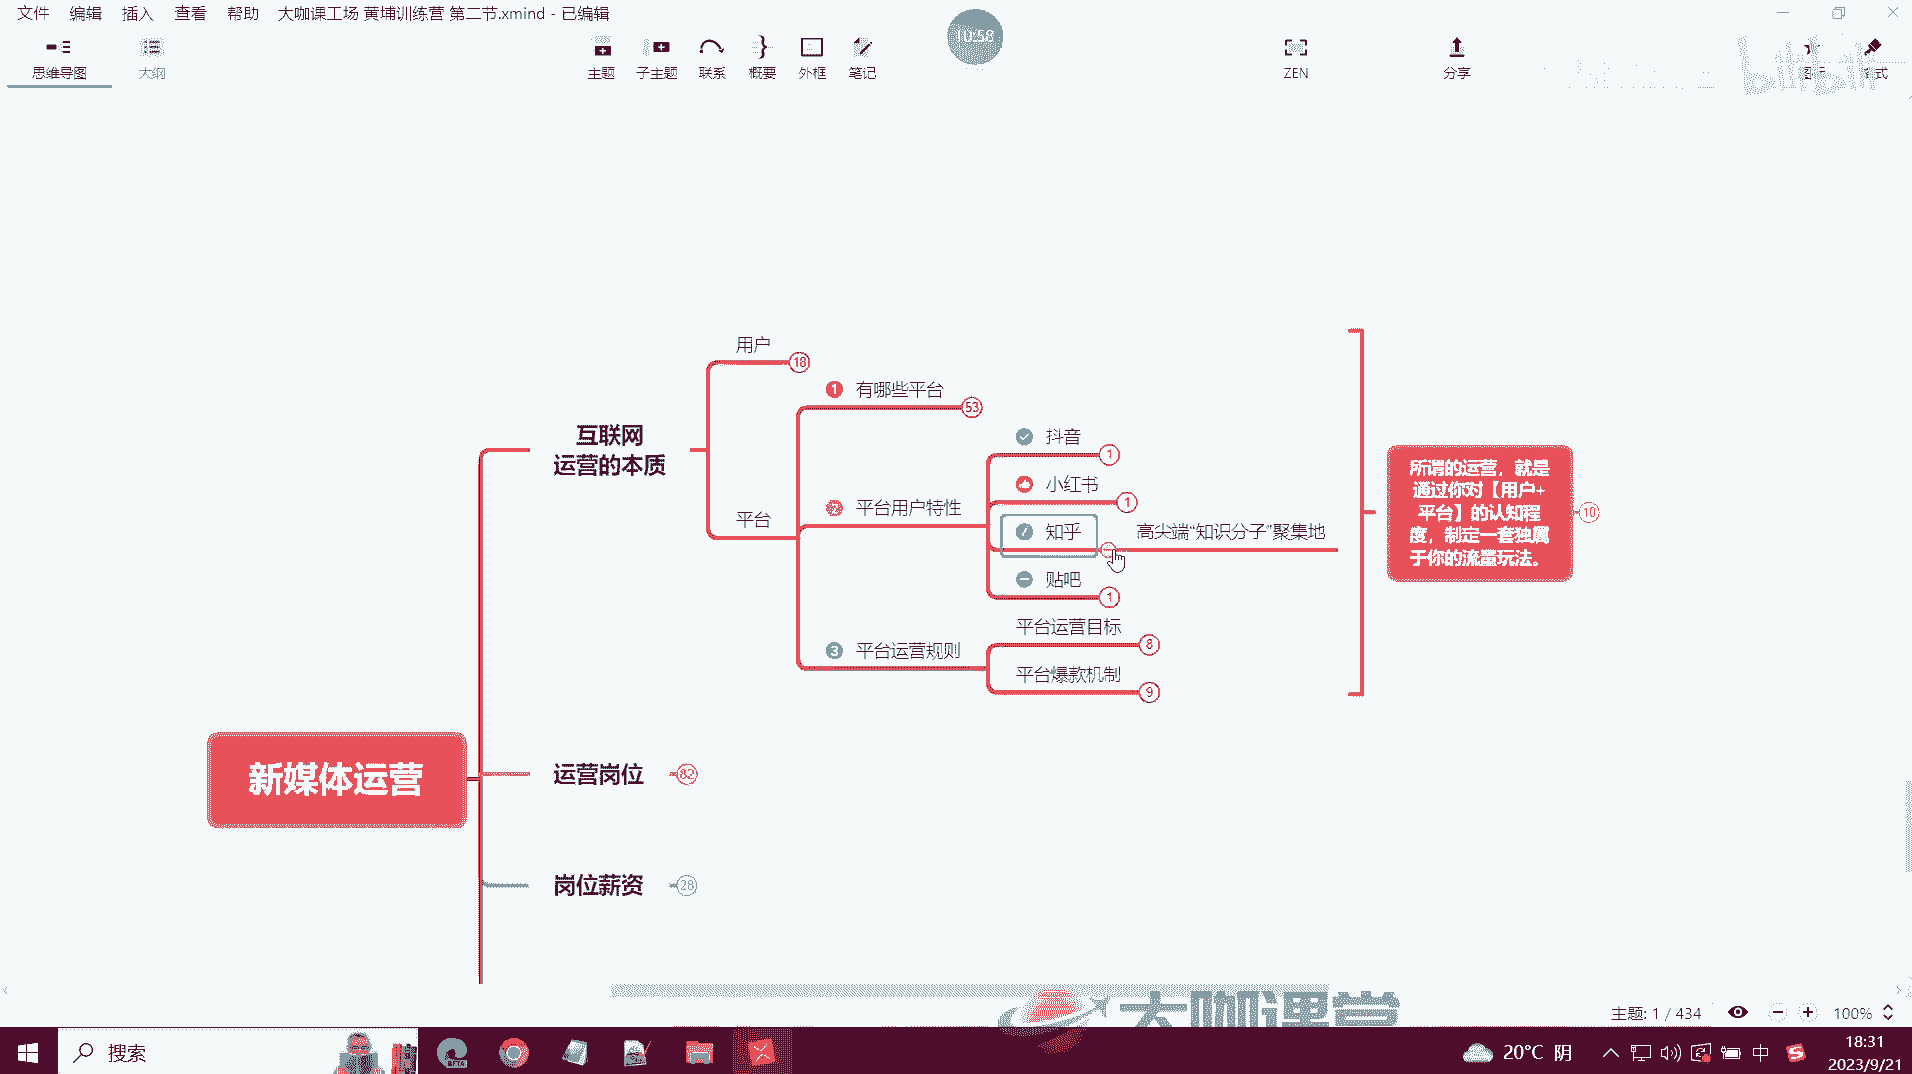 文件 编辑 插入 查看 帮助 大咖课工场 黄埔训练营 第二节.xmind - 已编辑
10:58
思维导图 大纲 主题 子主题 联系 概要 外框 笔记 ZEN 分享
bilibili
用户 18
1 有哪些平台 53
抖音 1
互联网
运营的本质
小红书 1
2 平台用户特性
平台
知乎 高尖端“知识分子”聚集地
贴吧 1
平台运营目标 8
3 平台运营规则
平台爆款机制 9
所谓的运营，就是
通过你对【用户+
平台】的认知程
度，制定一套独属
于你的流量玩法。
10
新媒体运营
运营岗位 82
岗位薪资 28
大咖课堂
主题: 1 / 434 100%
搜索
BETA
20°C 阴
中
18:31
2023/9/21